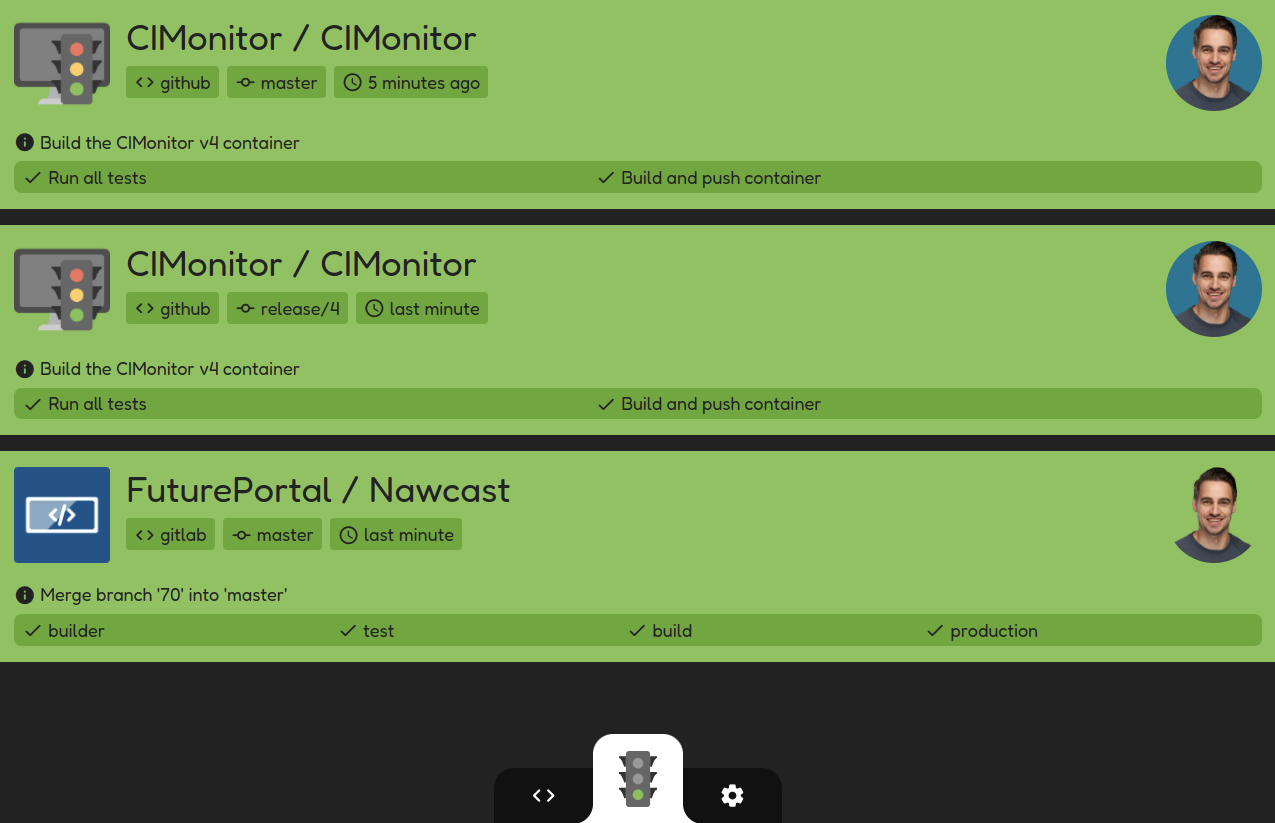 CIMonitor / CIMonitor
github master 5 minutes ago
Build the CIMonitor v4 container
Run all tests Build and push container
CIMonitor / CIMonitor
github release/4 last minute
Build the CIMonitor v4 container
Run all tests Build and push container
FuturePortal / Nawcast
gitlab master last minute
Merge branch '70' into 'master'
builder test build production